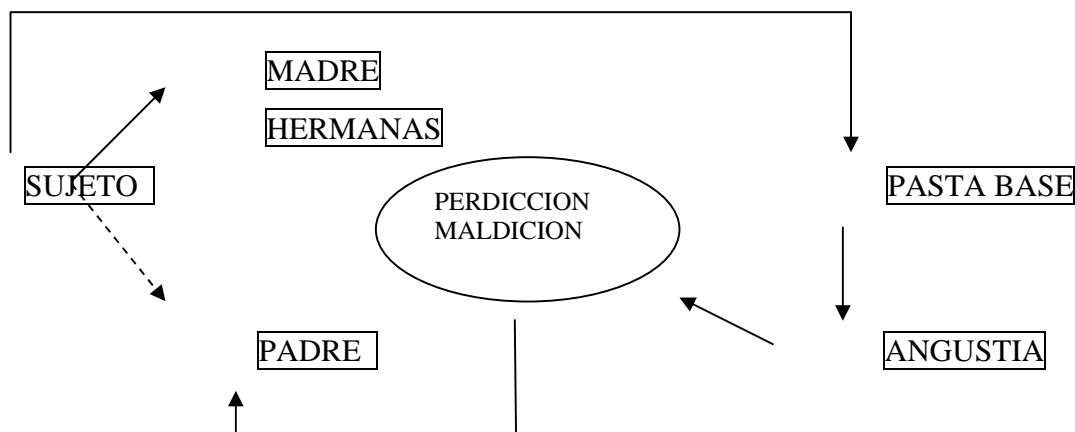 MADRE
HERMANAS
SUJETO
PERDICCION
MALDICION
PASTA BASE
PADRE
ANGUSTIA